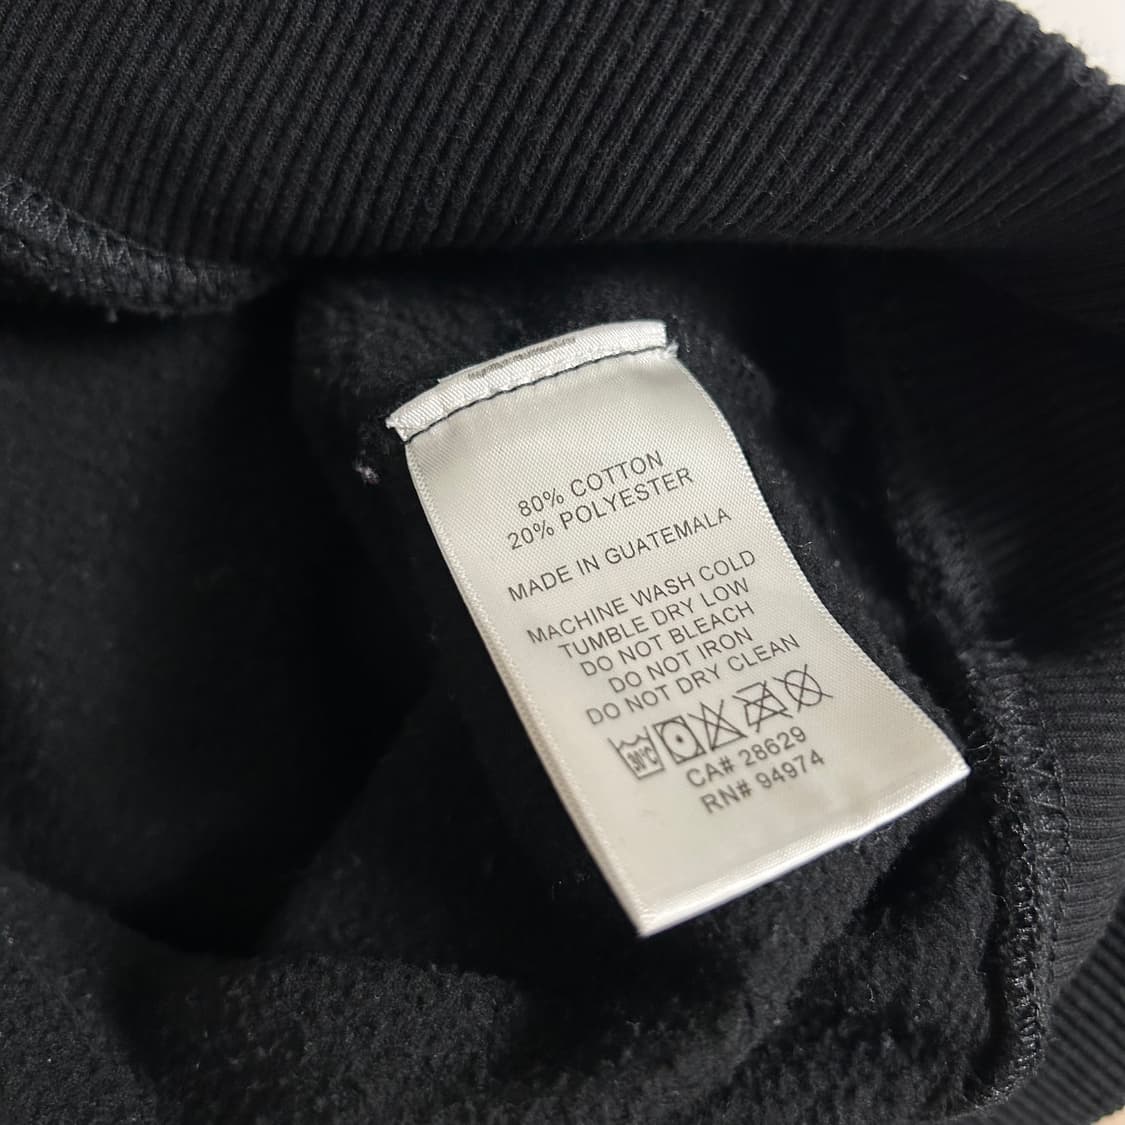 80% COTTON
20% POLYESTER
MADE IN GUATEMALA
MACHINE WASH COLD
TUMBLE DRY LOW
DO NOT BLEACH
DO NOT IRON
DO NOT DRY CLEAN
30°C
CA# 28629
RN# 94974